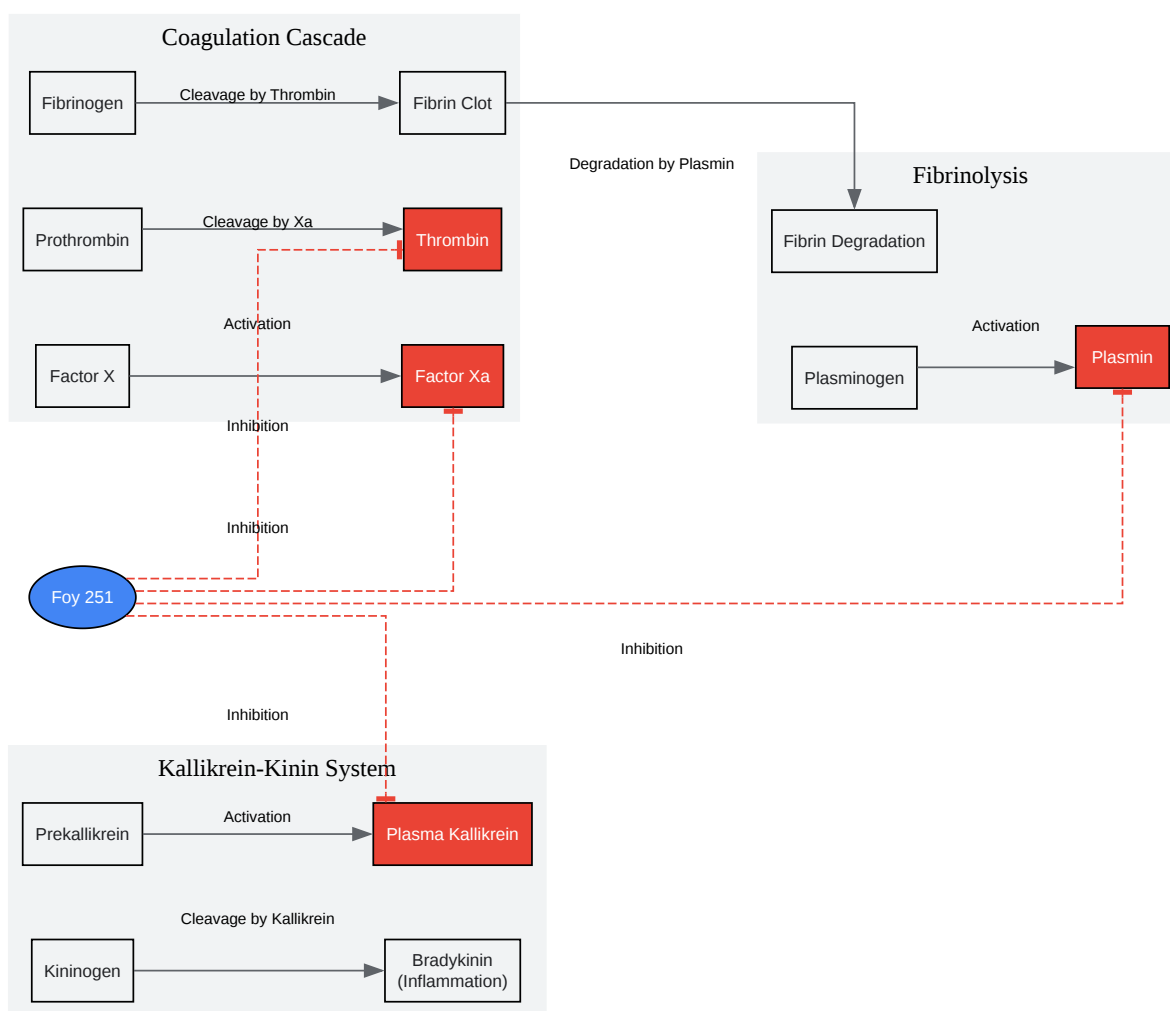 Coagulation Cascade
Fibrinogen
Cleavage by Thrombin
Fibrin Clot
Degradation by Plasmin
Prothrombin
Cleavage by Xa
Thrombin
Activation
Factor X
Factor Xa
Inhibition
Fibrinolysis
Fibrin Degradation
Activation
Plasminogen
Plasmin
Inhibition
Foy 251
Inhibition
Inhibition
Kallikrein-Kinin System
Prekallikrein
Activation
Plasma Kallikrein
Cleavage by Kallikrein
Kininogen
Bradykinin
(Inflammation)